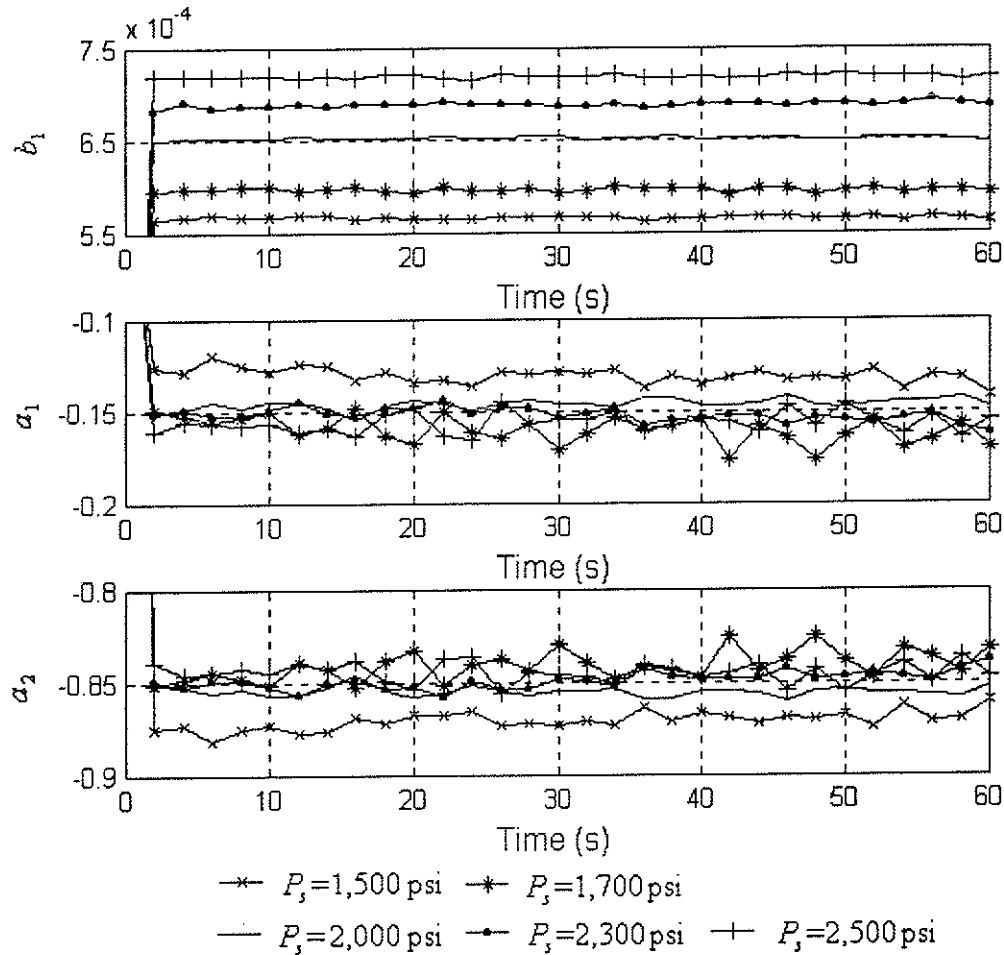 x 10⁻⁴
7.5
6.5
5.5
b₁
0 10 20 30 40 50 60
Time (s)
-0.1
-0.15
-0.2
a₁
0 10 20 30 40 50 60
Time (s)
-0.8
-0.85
-0.9
a₂
0 10 20 30 40 50 60
Time (s)
Pₛ=1,500 psi Pₛ=1,700 psi
Pₛ=2,000 psi Pₛ=2,300 psi Pₛ=2,500 psi